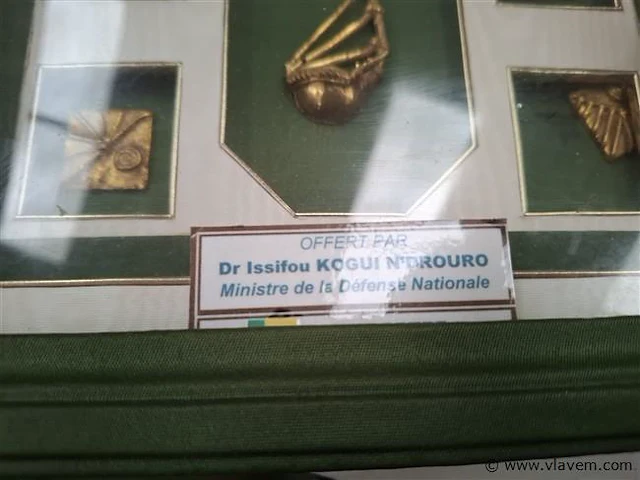 OFFERT PAR
Dr Issifou KOGUI N'DROURO
Ministre de la Défense Nationale
© www.vlavem.com